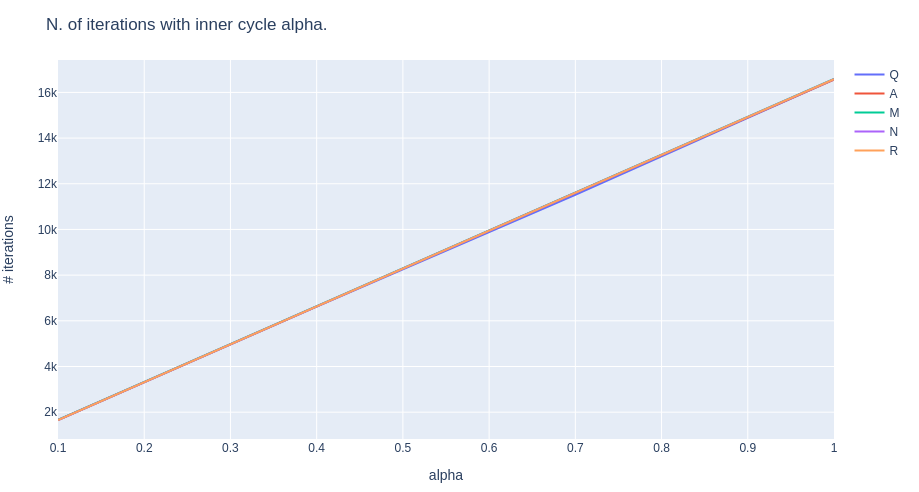 N. of iterations with inner cycle alpha.
16k
14k
12k
10k
8k
6k
4k
2k
# iterations
0.1 0.2 0.3 0.4 0.5 0.6 0.7 0.8 0.9 1
alpha
Q
A
M
N
R